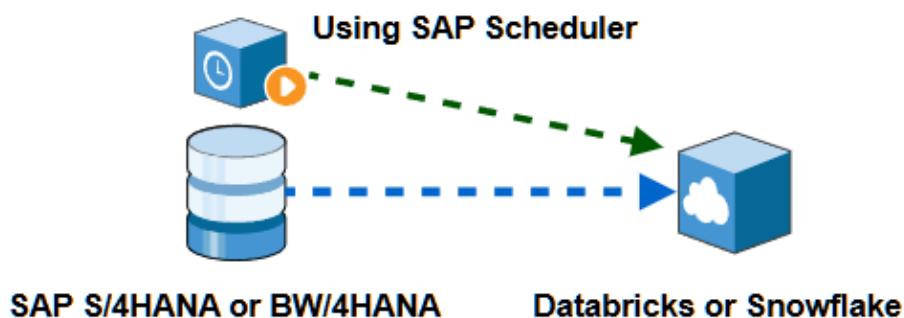 Using SAP Scheduler
SAP S/4HANA or BW/4HANA
Databricks or Snowflake